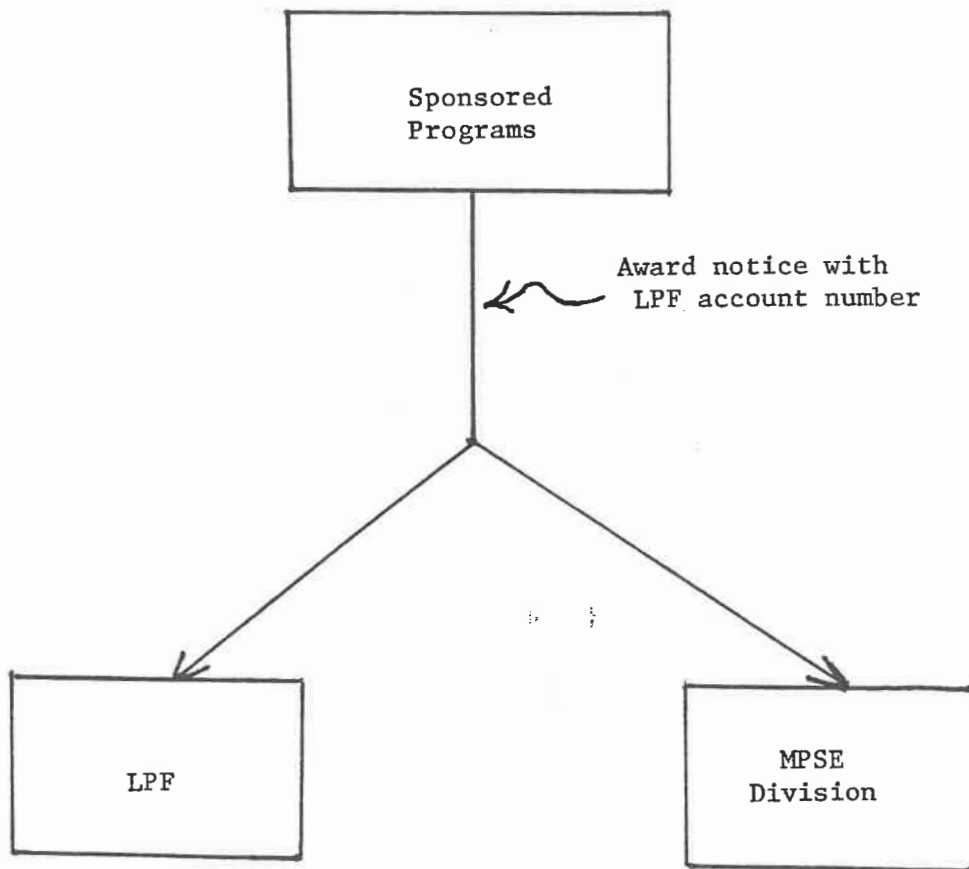 Sponsored
Programs
Award notice with
LPF account number
LPF
MPSE
Division